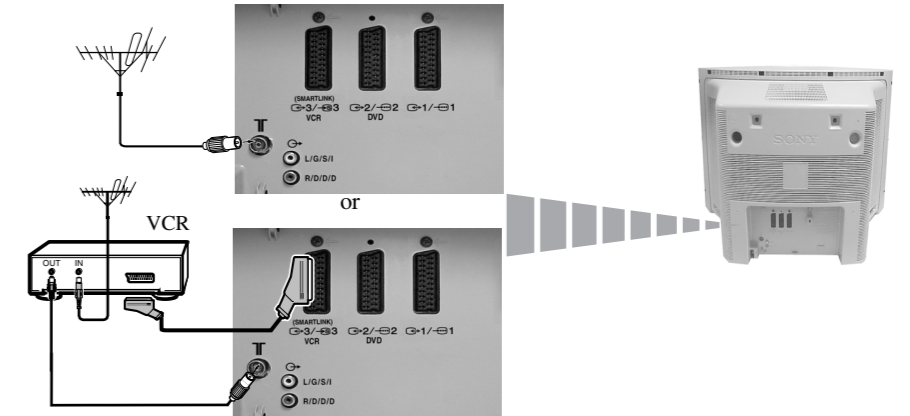 (SMARTLINK)
3/ 3 2/ 2 1/ 1
VCR DVD
L/G/S/I
R/D/D/D
or
SONY
VCR
OUT IN
(SMARTLINK)
3/ 3 2/ 2 1/ 1
VCR DVD
L/G/S/I
R/D/D/D